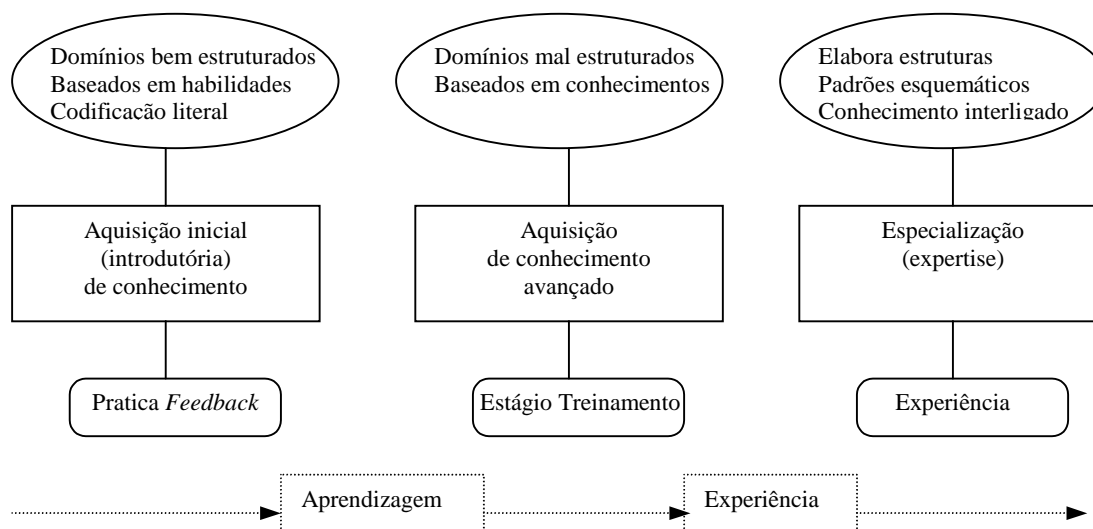 Domínios bem estruturados
Baseados em habilidades
Codificação literal
Domínios mal estruturados
Baseados em conhecimentos
Elabora estruturas
Padrões esquemáticos
Conhecimento interligado
Aquisição inicial
(introdutória)
de conhecimento
Aquisição
de conhecimento
avançado
Especialização
(expertise)
Pratica Feedback
Estágio Treinamento
Experiência
Aprendizagem
Experiência